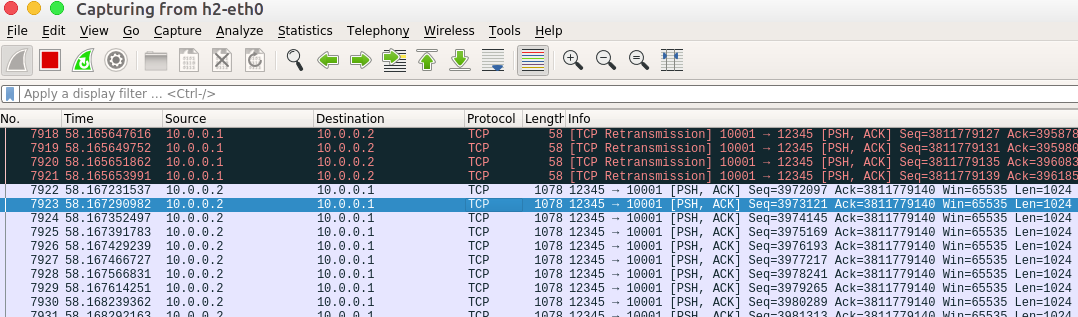 Capturing from h2-eth0
File Edit View Go Capture Analyze Statistics Telephony Wireless Tools Help
Apply a display filter ... <Ctrl-/>
No. Time Source Destination Protocol Length Info
7918 58.165647616 10.0.0.1 10.0.0.2 TCP 58 [TCP Retransmission] 10001 → 12345 [PSH, ACK] Seq=3811779127 Ack=395878
7919 58.165649752 10.0.0.1 10.0.0.2 TCP 58 [TCP Retransmission] 10001 → 12345 [PSH, ACK] Seq=3811779131 Ack=395980
7920 58.165651862 10.0.0.1 10.0.0.2 TCP 58 [TCP Retransmission] 10001 → 12345 [PSH, ACK] Seq=3811779135 Ack=396083
7921 58.165653991 10.0.0.1 10.0.0.2 TCP 58 [TCP Retransmission] 10001 → 12345 [PSH, ACK] Seq=3811779139 Ack=396185
7922 58.167231537 10.0.0.2 10.0.0.1 TCP 1078 12345 → 10001 [PSH, ACK] Seq=3972097 Ack=3811779140 Win=65535 Len=1024
7923 58.167290982 10.0.0.2 10.0.0.1 TCP 1078 12345 → 10001 [PSH, ACK] Seq=3973121 Ack=3811779140 Win=65535 Len=1024
7924 58.167352497 10.0.0.2 10.0.0.1 TCP 1078 12345 → 10001 [PSH, ACK] Seq=3974145 Ack=3811779140 Win=65535 Len=1024
7925 58.167391783 10.0.0.2 10.0.0.1 TCP 1078 12345 → 10001 [PSH, ACK] Seq=3975169 Ack=3811779140 Win=65535 Len=1024
7926 58.167429239 10.0.0.2 10.0.0.1 TCP 1078 12345 → 10001 [PSH, ACK] Seq=3976193 Ack=3811779140 Win=65535 Len=1024
7927 58.167466727 10.0.0.2 10.0.0.1 TCP 1078 12345 → 10001 [PSH, ACK] Seq=3977217 Ack=3811779140 Win=65535 Len=1024
7928 58.167566831 10.0.0.2 10.0.0.1 TCP 1078 12345 → 10001 [PSH, ACK] Seq=3978241 Ack=3811779140 Win=65535 Len=1024
7929 58.167614251 10.0.0.2 10.0.0.1 TCP 1078 12345 → 10001 [PSH, ACK] Seq=3979265 Ack=3811779140 Win=65535 Len=1024
7930 58.168239362 10.0.0.2 10.0.0.1 TCP 1078 12345 → 10001 [PSH, ACK] Seq=3980289 Ack=3811779140 Win=65535 Len=1024
7931 58.168292163 10.0.0.2 10.0.0.1 TCP 1078 12345 → 10001 [PSH, ACK] Seq=3981313 Ack=3811779140 Win=65535 Len=1024